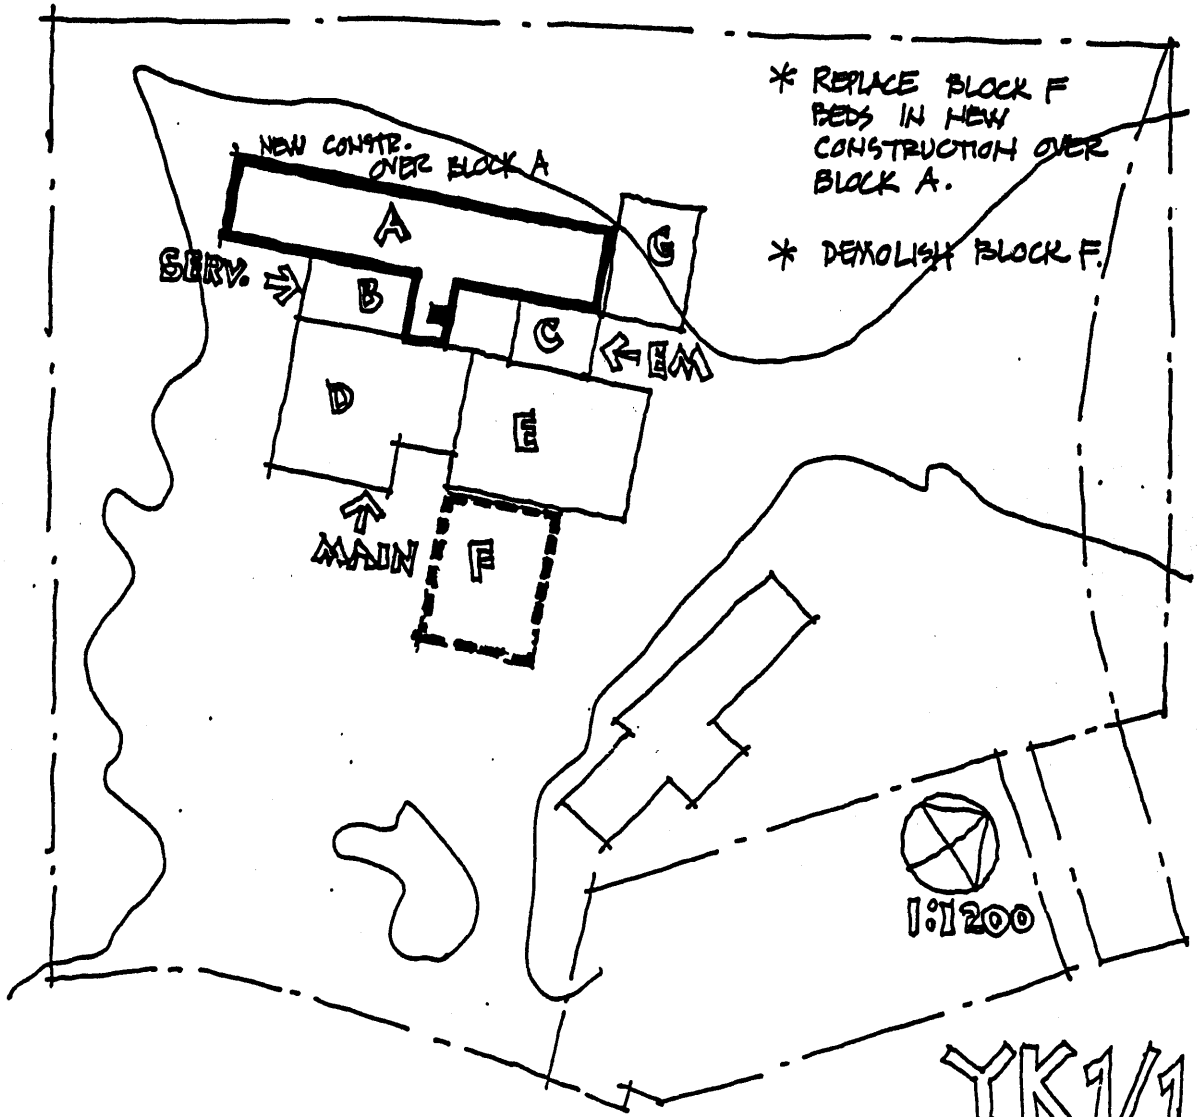 * REPLACE BLOCK F
BEDS IN NEW
CONSTRUCTION OVER
BLOCK A.
* DEMOLISH BLOCK F.
NEW CONSTR.
OVER BLOCK A
A
G
SERV.
B
C
EM
D
E
MAIN
F
1:1200
YK1/1